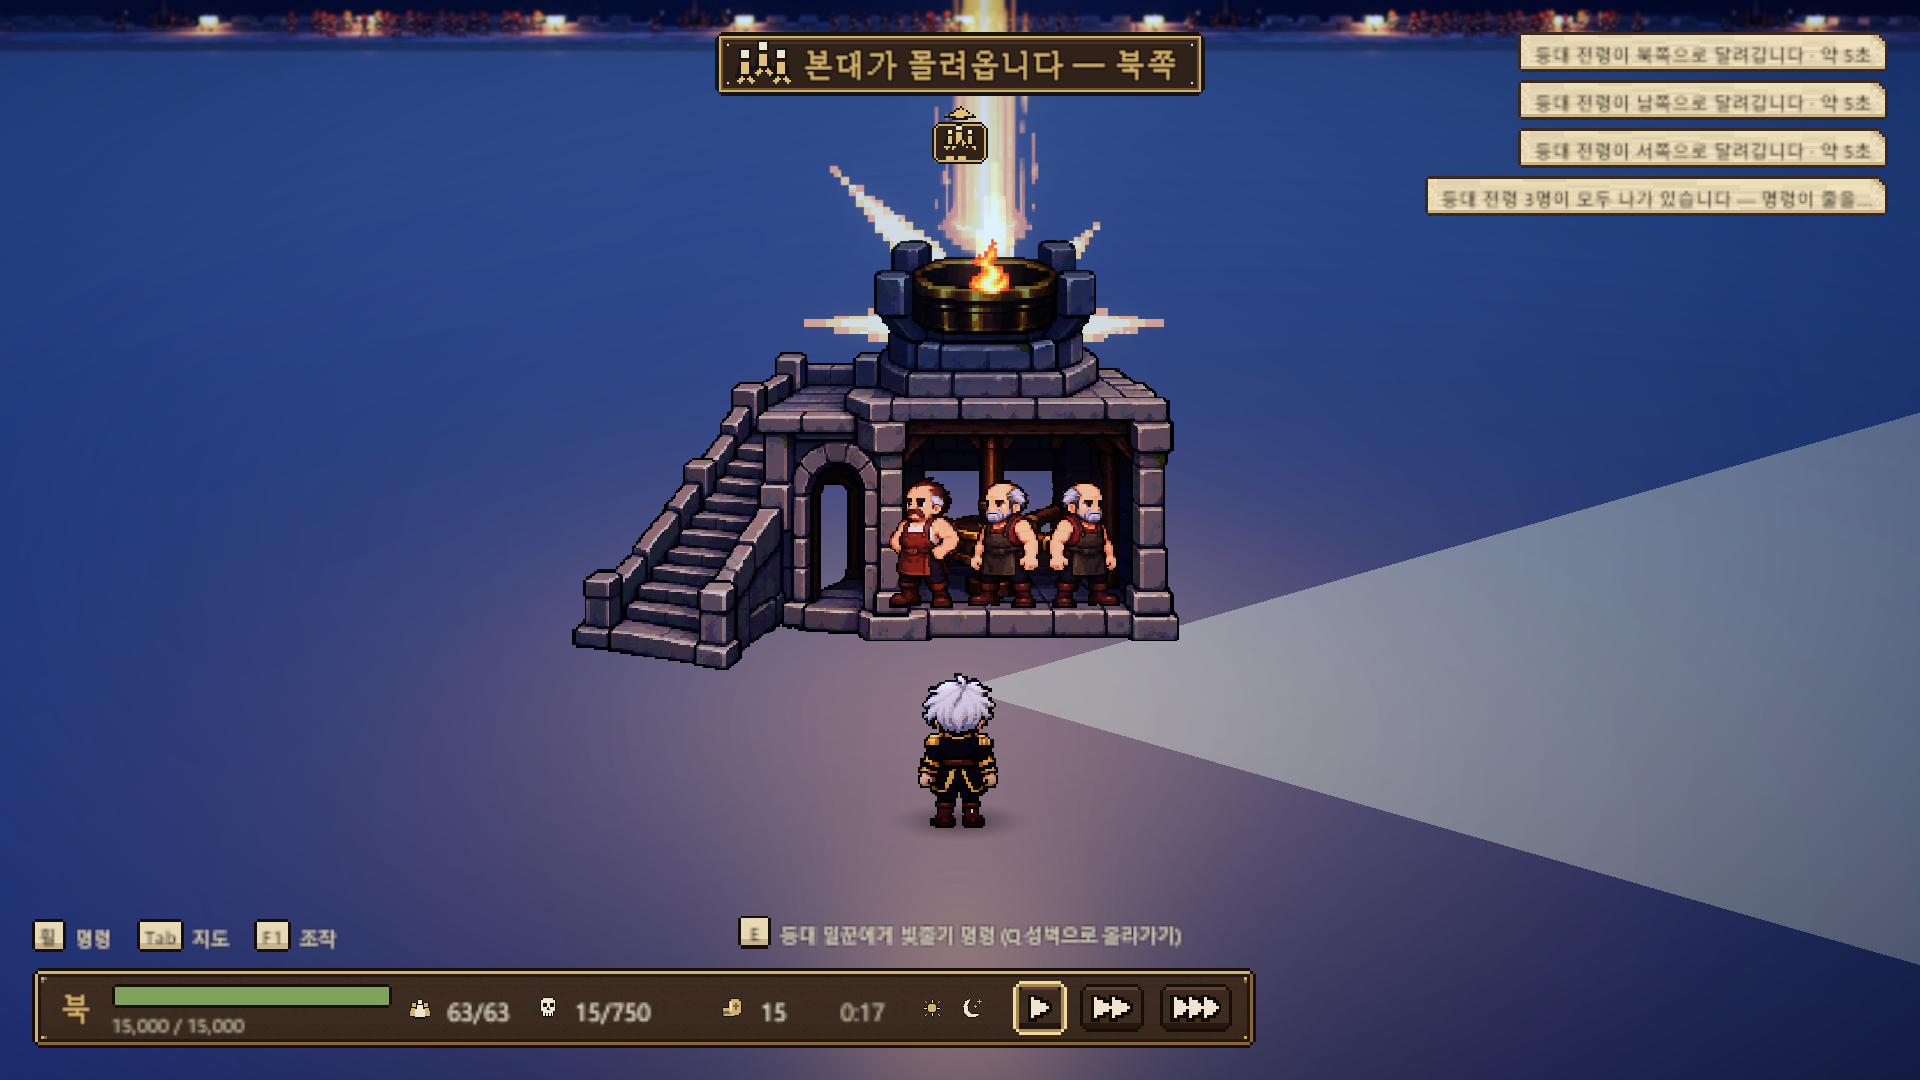 본대가 몰려옵니다 — 북쪽
등대 전령이 북쪽으로 달려갑니다 · 약 5초
등대 전령이 남쪽으로 달려갑니다 · 약 5초
등대 전령이 서쪽으로 달려갑니다 · 약 5초
등대 전령 3명이 모두 나가 있습니다 — 명령이 줄을...
휠 명령 Tab 지도 F1 조작
E 등대 일꾼에게 빛줄기 명령 (Q 성벽으로 올라가기)
북 15,000 / 15,000 63/63 15/750 15 0:17